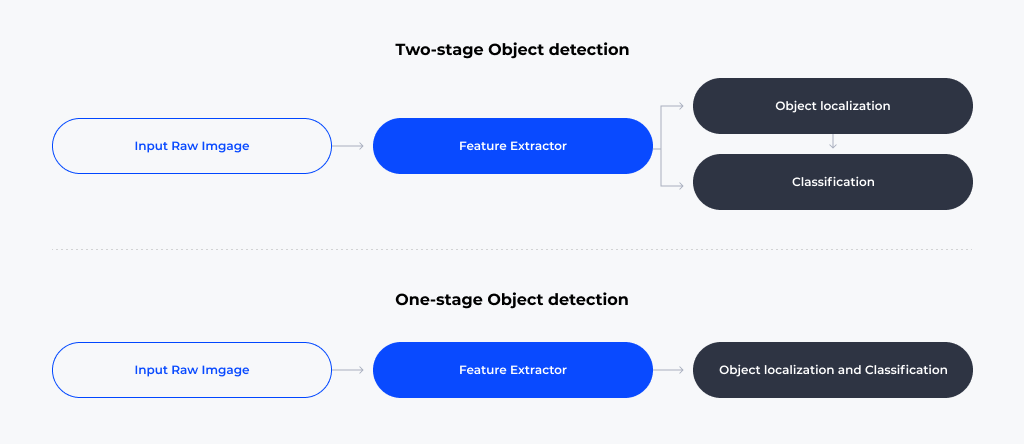 Two-stage Object detection
Input Raw Imgage
Feature Extractor
Object localization
Classification
One-stage Object detection
Input Raw Imgage
Feature Extractor
Object localization and Classification